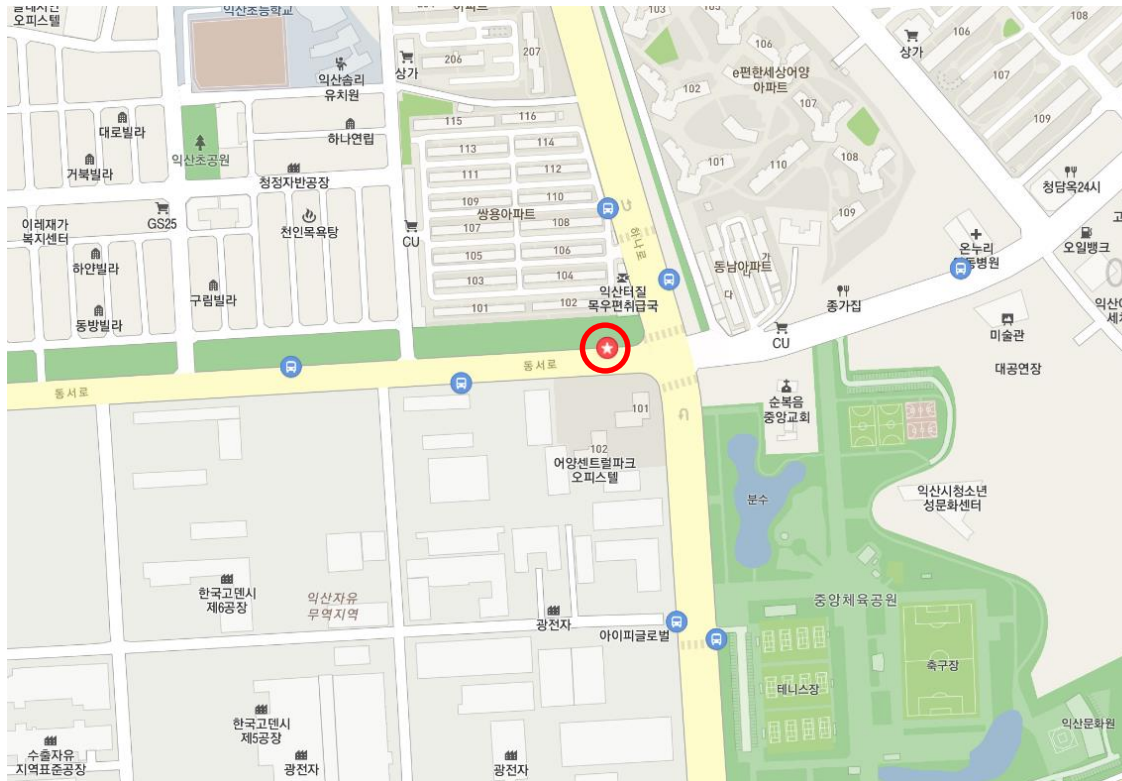 오피스텔
익산초등학교
206
207
상가
익산솜리
유치원
대로빌라
하나연립
115
116
익산초공원
거북빌라
청정자반공장
113
114
111
112
109
110
쌍용아파트
107
108
105
106
103
104
101
102
이레재가
복지센터
GS25
천인목욕탕
CU
하얀빌라
구림빌라
동방빌라
하나로
익산터질
목우편취급국
동서로
동서로
103
105
106
e편한세상어양
아파트
102
107
101
110
108
109
상가
106
108
107
109
청담옥24시
오일뱅크
온누리
동병원
동남아파트
가
나
다
종가집
CU
미술관
대공연장
순복음
중앙교회
101
102
어양센트럴파크
오피스텔
분수
익산시청소년
성문화센터
한국고덴시
제6공장
익산자유
무역지역
광전자
아이피글로벌
중앙체육공원
축구장
테니스장
익산문화원
한국고덴시
제5공장
수출자유
지역표준공장
광전자
광전자